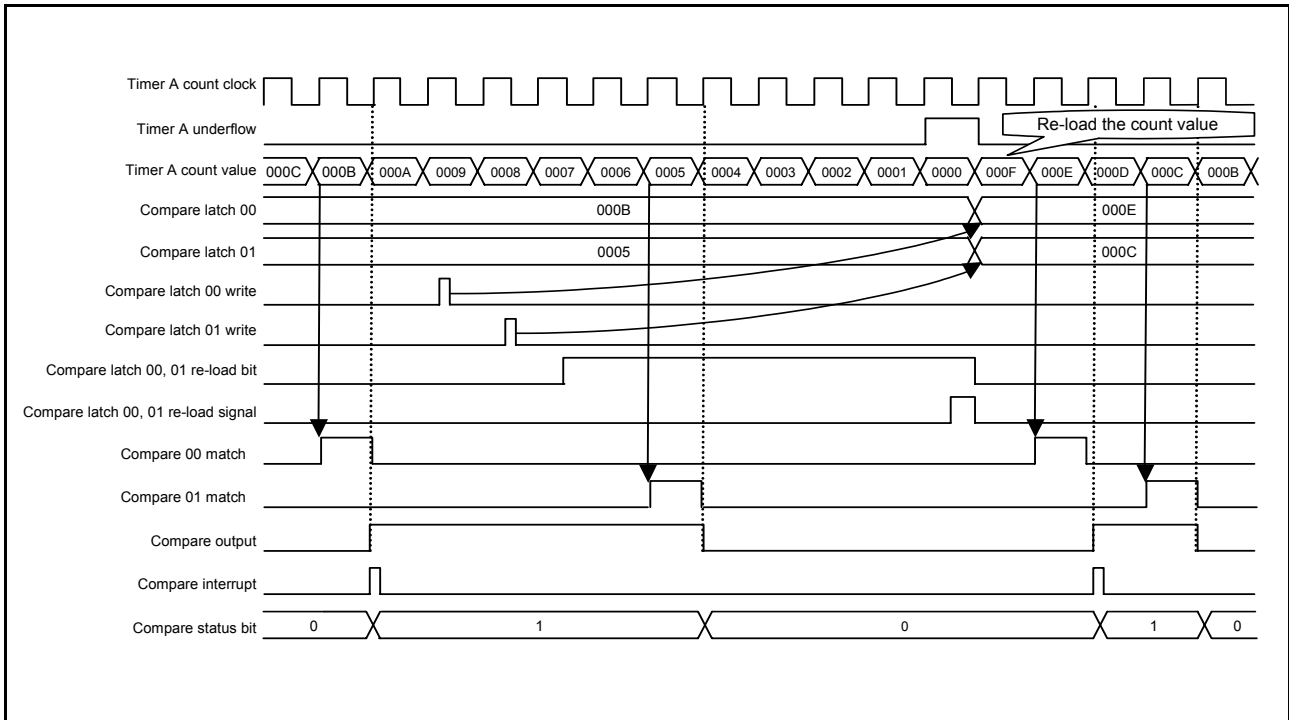 Timer A count clock
Timer A underflow
Re-load the count value
Timer A count value 000C 000B 000A 0009 0008 0007 0006 0005 0004 0003 0002 0001 0000 000F 000E 000D 000C 000B
Compare latch 00 000B 000E
Compare latch 01 0005 000C
Compare latch 00 write
Compare latch 01 write
Compare latch 00, 01 re-load bit
Compare latch 00, 01 re-load signal
Compare 00 match
Compare 01 match
Compare output
Compare interrupt
Compare status bit 0 1 0 1 0